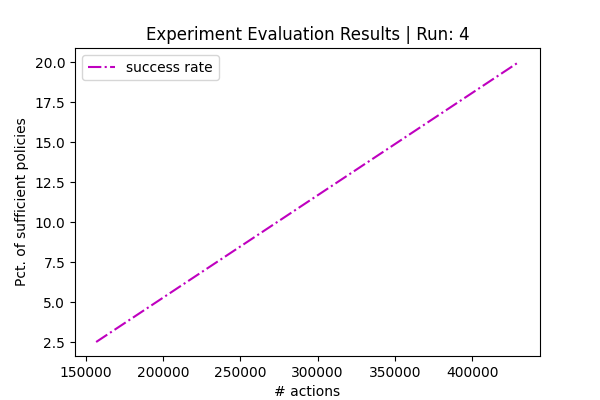 Experiment Evaluation Results | Run: 4
success rate
Pct. of sufficient policies
20.0
17.5
15.0
12.5
10.0
7.5
5.0
2.5
150000 200000 250000 300000 350000 400000
# actions